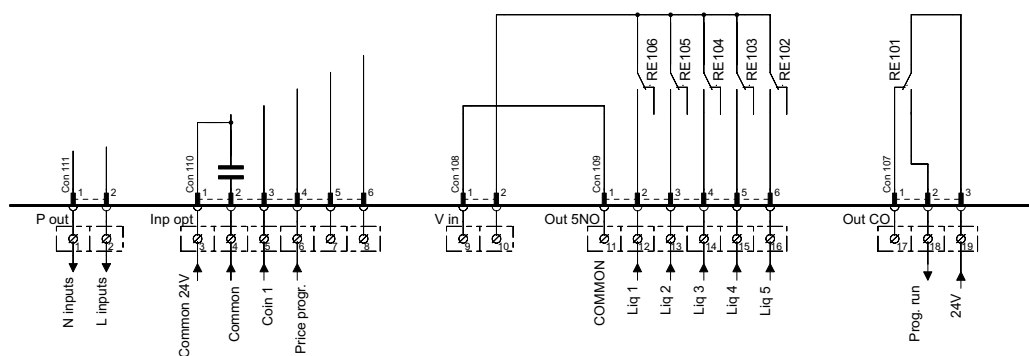 RE106
RE105
RE104
RE103
RE102
RE101
Con 111
Con 110
Con 108
Con 109
Con 107
1 2
1 2 3 4 5 6
1 2
1 2 3 4 5 6
1 2 3
P out
Inp opt
V in
Out 5NO
Out CO
1 2
3 4 5 6 7 8
9 10
11 12 13 14 15 16
17 18 19
N inputs
L inputs
Common 24V
Common
Coin 1
Price progr.
COMMON
Liq 1
Liq 2
Liq 3
Liq 4
Liq 5
Prog. run
24V